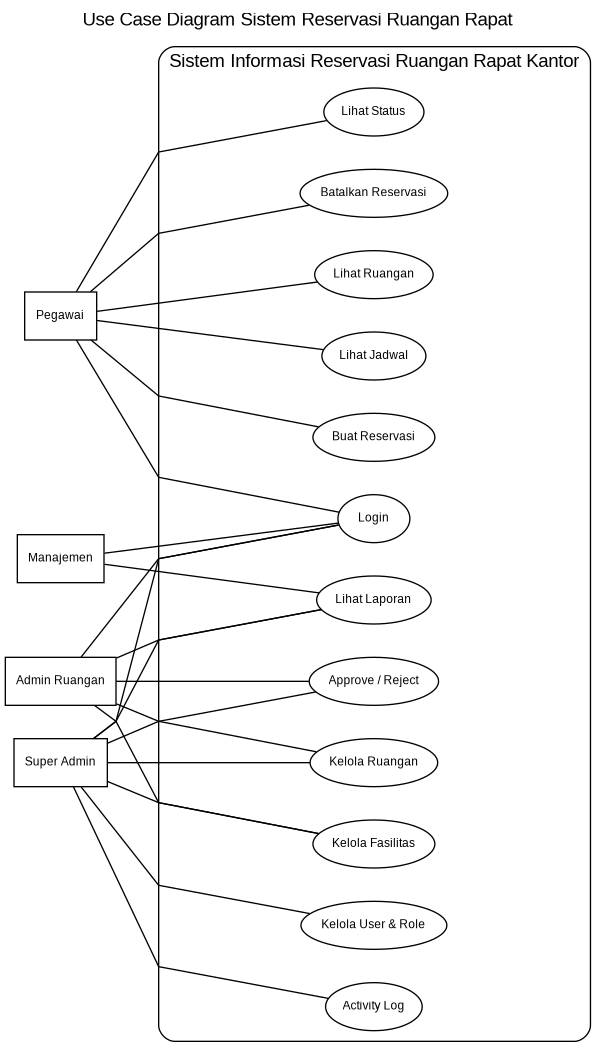 Use Case Diagram Sistem Reservasi Ruangan Rapat
Sistem Informasi Reservasi Ruangan Rapat Kantor
Lihat Status
Batalkan Reservasi
Lihat Ruangan
Pegawai
Lihat Jadwal
Buat Reservasi
Login
Manajemen
Lihat Laporan
Admin Ruangan
Approve / Reject
Super Admin
Kelola Ruangan
Kelola Fasilitas
Kelola User & Role
Activity Log